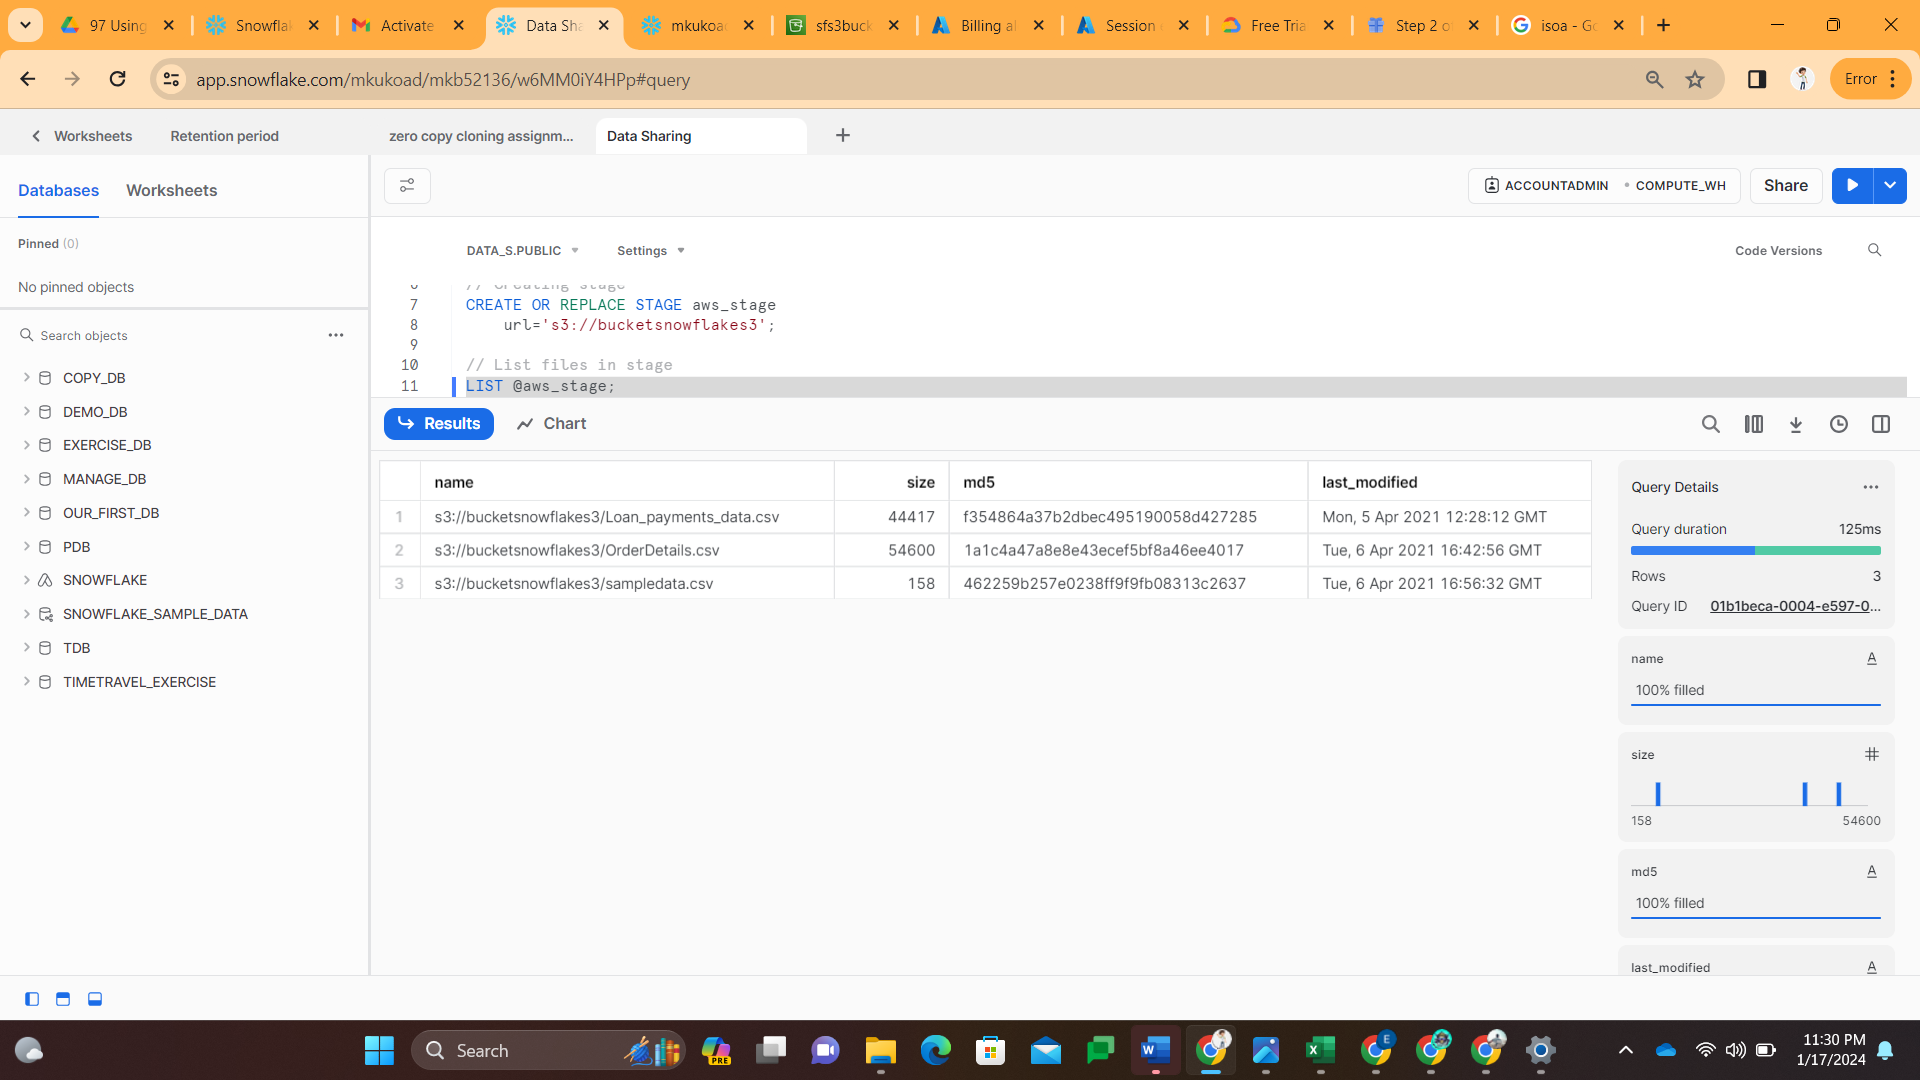 97 Using
Snowflak
Activate
Data Sha
mkukoad
sfs3buck
Billing al
Session
Free Tria
Step 2 o
isoa - Go
app.snowflake.com/mkukoad/mkb52136/w6MM0iY4HPp#query
Error
Worksheets
Retention period
zero copy cloning assignm...
Data Sharing
Databases
Worksheets
ACCOUNTADMIN
COMPUTE_WH
Share
Pinned (0)
No pinned objects
DATA_S.PUBLIC
Settings
Code Versions
6 // Creating stage
7 CREATE OR REPLACE STAGE aws_stage
8 url='s3://bucketsnowflakes3';
9
10 // List files in stage
11 LIST @aws_stage;
Search objects
COPY_DB
DEMO_DB
EXERCISE_DB
MANAGE_DB
OUR_FIRST_DB
PDB
SNOWFLAKE
SNOWFLAKE_SAMPLE_DATA
TDB
TIMETRAVEL_EXERCISE
Results
Chart
name size md5 last_modified
1 s3://bucketsnowflakes3/Loan_payments_data.csv 44417 f354864a37b2dbec495190058d427285 Mon, 5 Apr 2021 12:28:12 GMT
2 s3://bucketsnowflakes3/OrderDetails.csv 54600 1a1c4a47a8e8e43ecef5bf8a46ee4017 Tue, 6 Apr 2021 16:42:56 GMT
3 s3://bucketsnowflakes3/sampledata.csv 158 462259b257e0238ff9f9fb08313c2637 Tue, 6 Apr 2021 16:56:32 GMT
Query Details
Query duration 125ms
Rows 3
Query ID 01b1beca-0004-e597-0...
name A
100% filled
size #
158 54600
md5 A
100% filled
last_modified A
Search
PRE
E
11:30 PM
1/17/2024